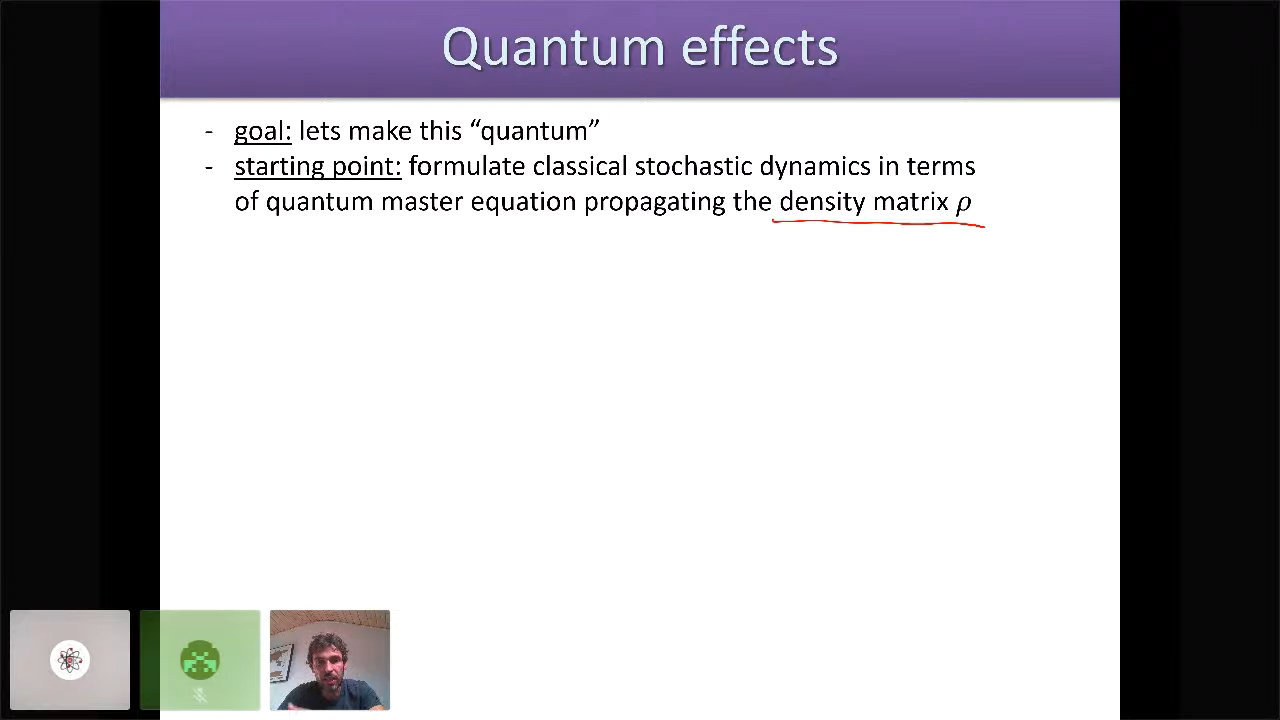 Quantum effects
- goal: lets make this “quantum”
- starting point: formulate classical stochastic dynamics in terms
of quantum master equation propagating the density matrix ρ